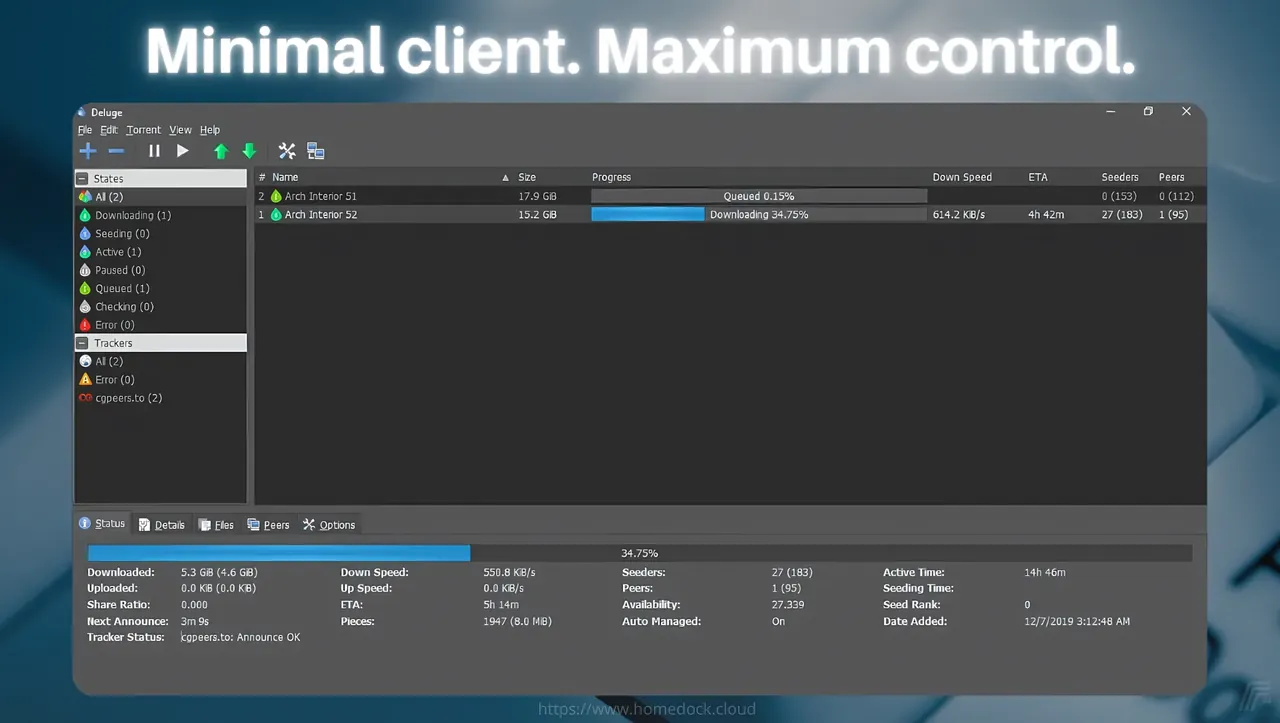 Minimal client. Maximum control.
Deluge
File Edit Torrent View Help
States
All (2)
Downloading (1)
Seeding (0)
Active (1)
Paused (0)
Queued (1)
Checking (0)
Error (0)
Trackers
All (2)
Error (0)
cgpeers.to (2)
# Name Size Progress Down Speed ETA Seeders Peers
2 Arch Interior 51 17.9 GiB Queued 0.15% 0 (153) 0 (112)
1 Arch Interior 52 15.2 GiB Downloading 34.75% 614.2 KiB/s 4h 42m 27 (183) 1 (95)
Status Details Files Peers Options
34.75%
Downloaded: 5.3 GiB (4.6 GiB) Down Speed: 550.8 KiB/s Seeders: 27 (183) Active Time: 14h 46m
Uploaded: 0.0 KiB (0.0 KiB) Up Speed: 0.0 KiB/s Peers: 1 (95) Seeding Time:
Share Ratio: 0.000 ETA: 5h 14m Availability: 27.339 Seed Rank: 0
Next Announce: 3m 9s Pieces: 1947 (8.0 MiB) Auto Managed: On Date Added: 12/7/2019 3:12:48 AM
Tracker Status: cgpeers.to: Announce OK
https://www.homedock.cloud